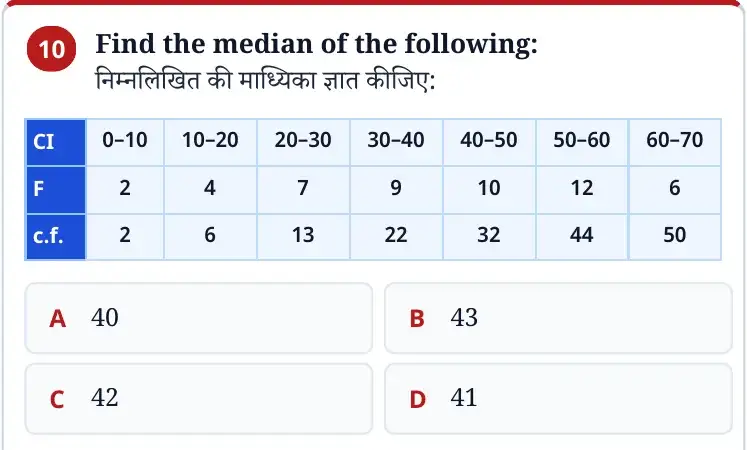 10 Find the median of the following:
निम्नलिखित की माध्यिका ज्ञात कीजिए:
CI 0–10 10–20 20–30 30–40 40–50 50–60 60–70
F 2 4 7 9 10 12 6
c.f. 2 6 13 22 32 44 50
A 40 B 43
C 42 D 41